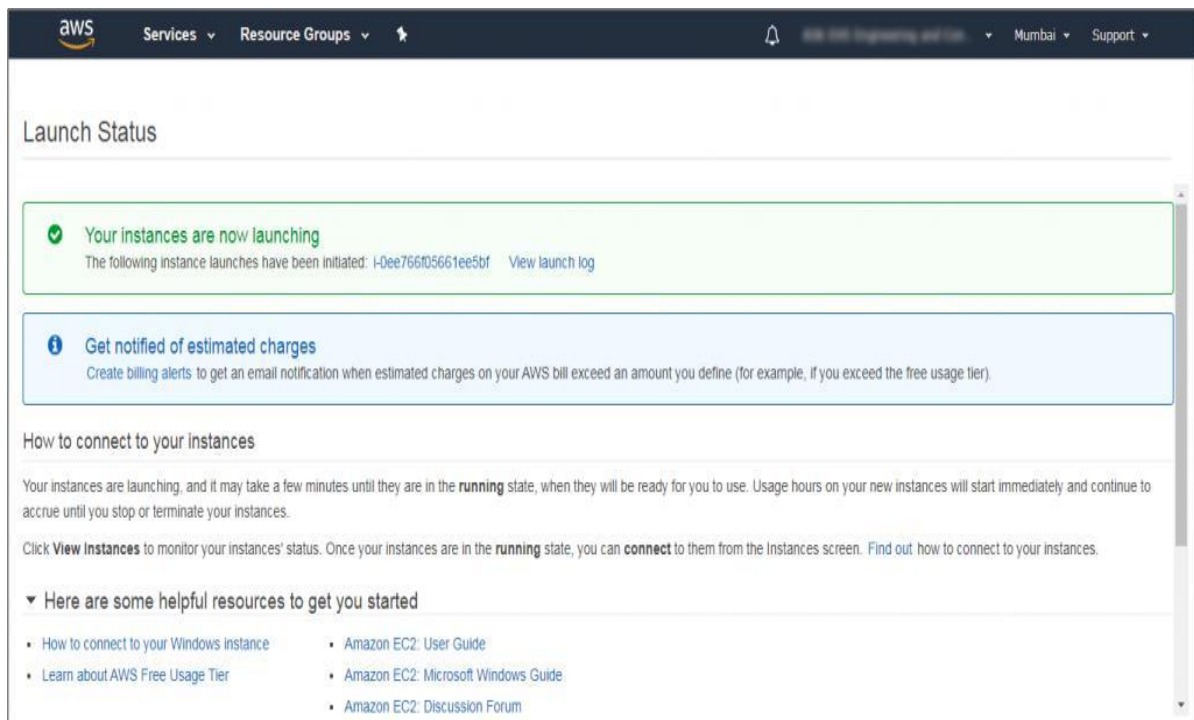 aws Services Resource Groups Mumbai Support
Launch Status
Your instances are now launching
The following instance launches have been initiated: i-0ee766f05661ee5bf View launch log
Get notified of estimated charges
Create billing alerts to get an email notification when estimated charges on your AWS bill exceed an amount you define (for example, if you exceed the free usage tier).
How to connect to your instances
Your instances are launching, and it may take a few minutes until they are in the running state, when they will be ready for you to use. Usage hours on your new instances will start immediately and continue to
accrue until you stop or terminate your instances.
Click View Instances to monitor your instances' status. Once your instances are in the running state, you can connect to them from the Instances screen. Find out how to connect to your instances.
Here are some helpful resources to get you started
• How to connect to your Windows instance • Amazon EC2: User Guide
• Learn about AWS Free Usage Tier • Amazon EC2: Microsoft Windows Guide
• Amazon EC2: Discussion Forum